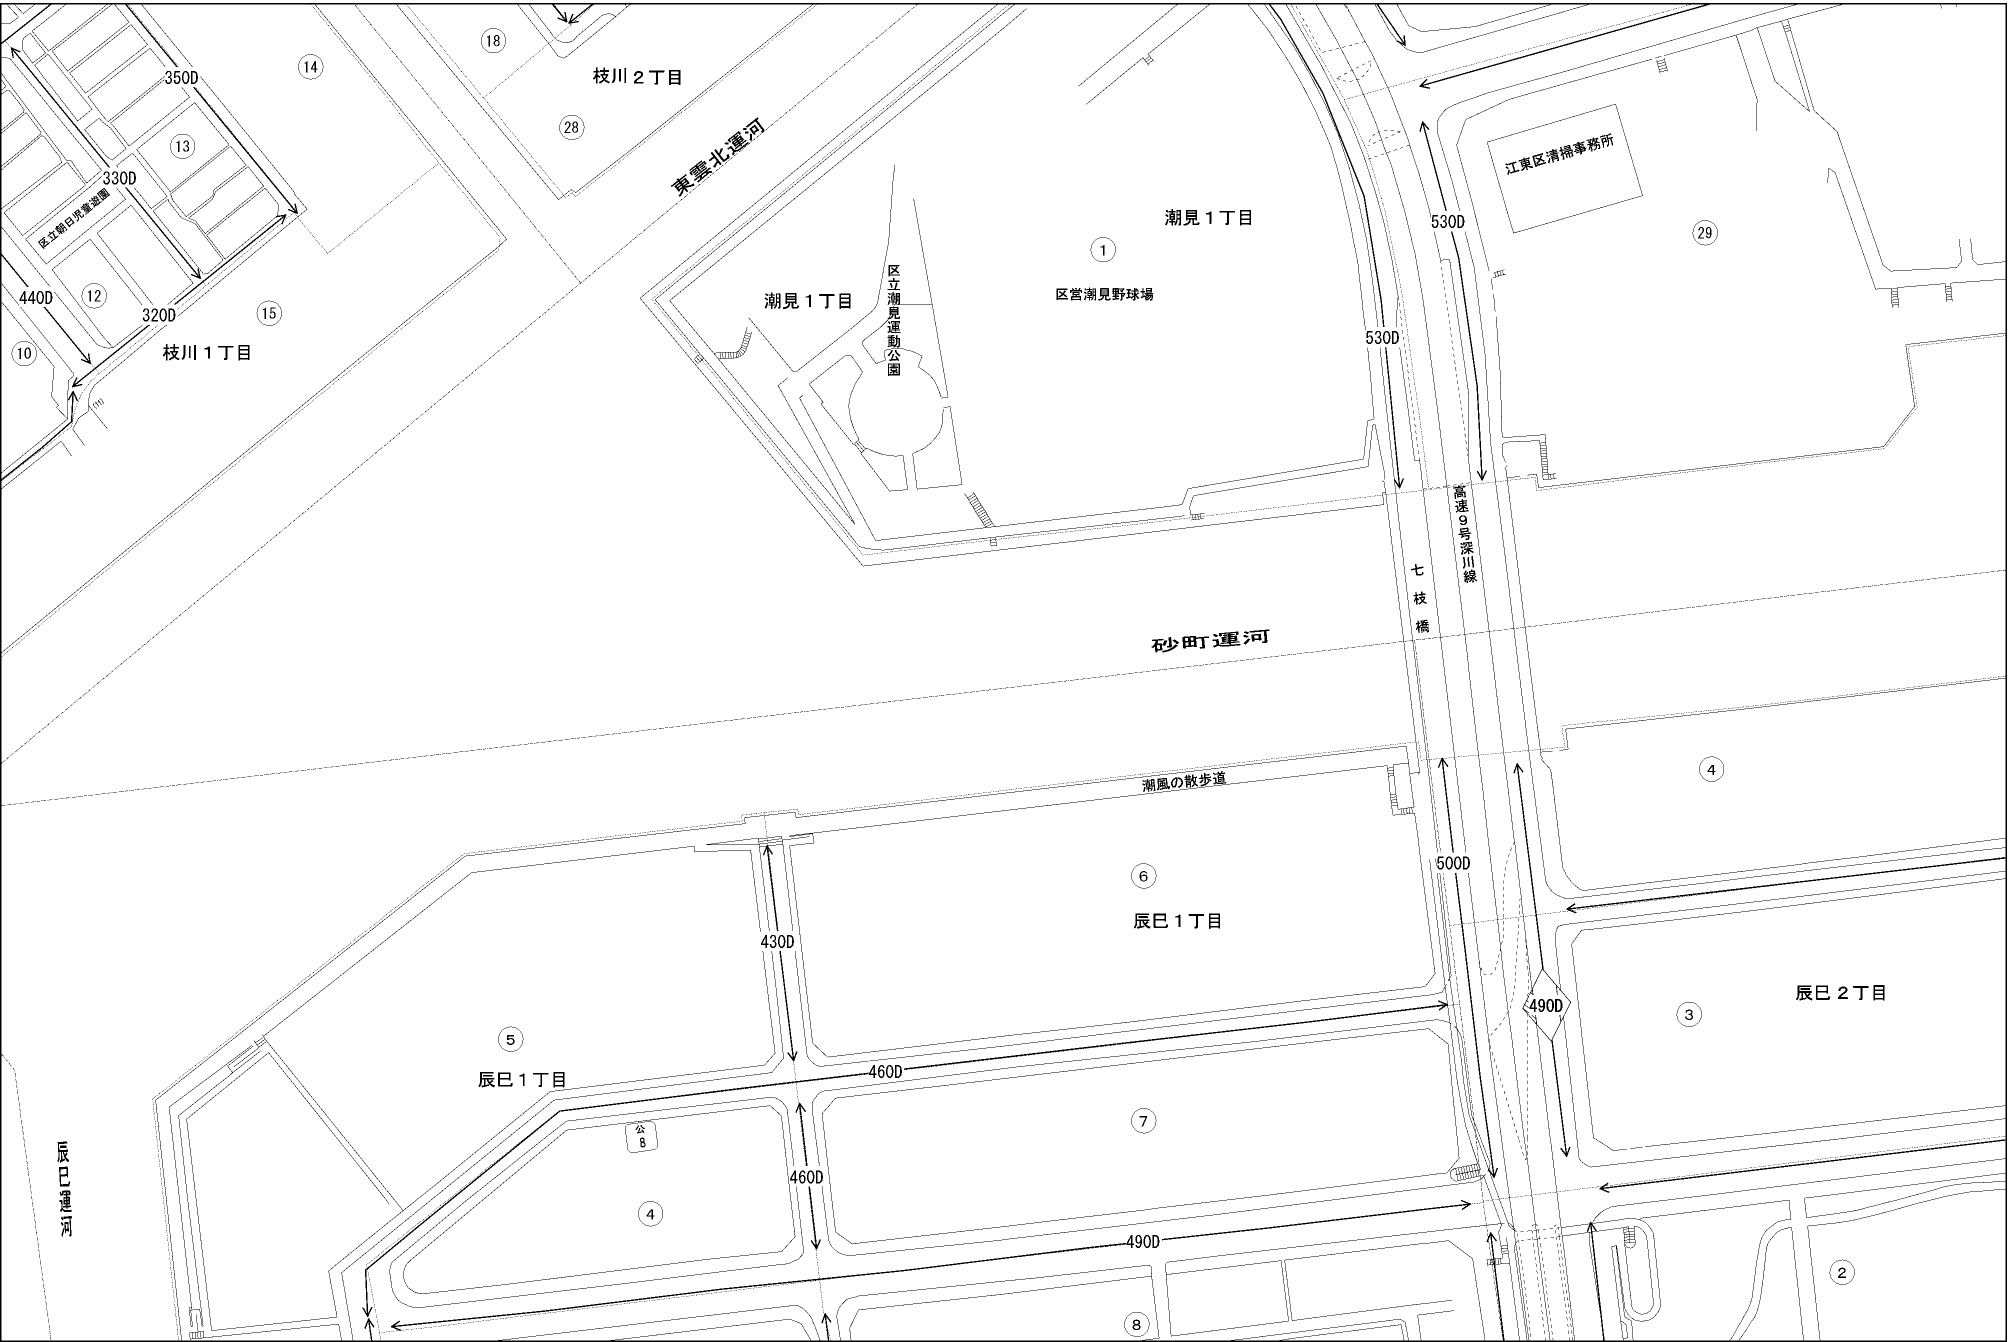 18
14
枝川２丁目
350D
28
13
東雲北運河
江東区清掃事務所
330D
区立朝日児童遊園
潮見１丁目
530D
29
1
440D
12
320D
15
区立潮見運動公園
潮見１丁目
区営潮見野球場
530D
10
枝川１丁目
(11)
高速９号深川線
七枝橋
砂町運河
潮風の散歩道
4
500D
6
辰巳１丁目
430D
辰巳２丁目
490D
3
5
辰巳１丁目
460D
公
8
7
辰巳運河
460D
4
490D
2
8